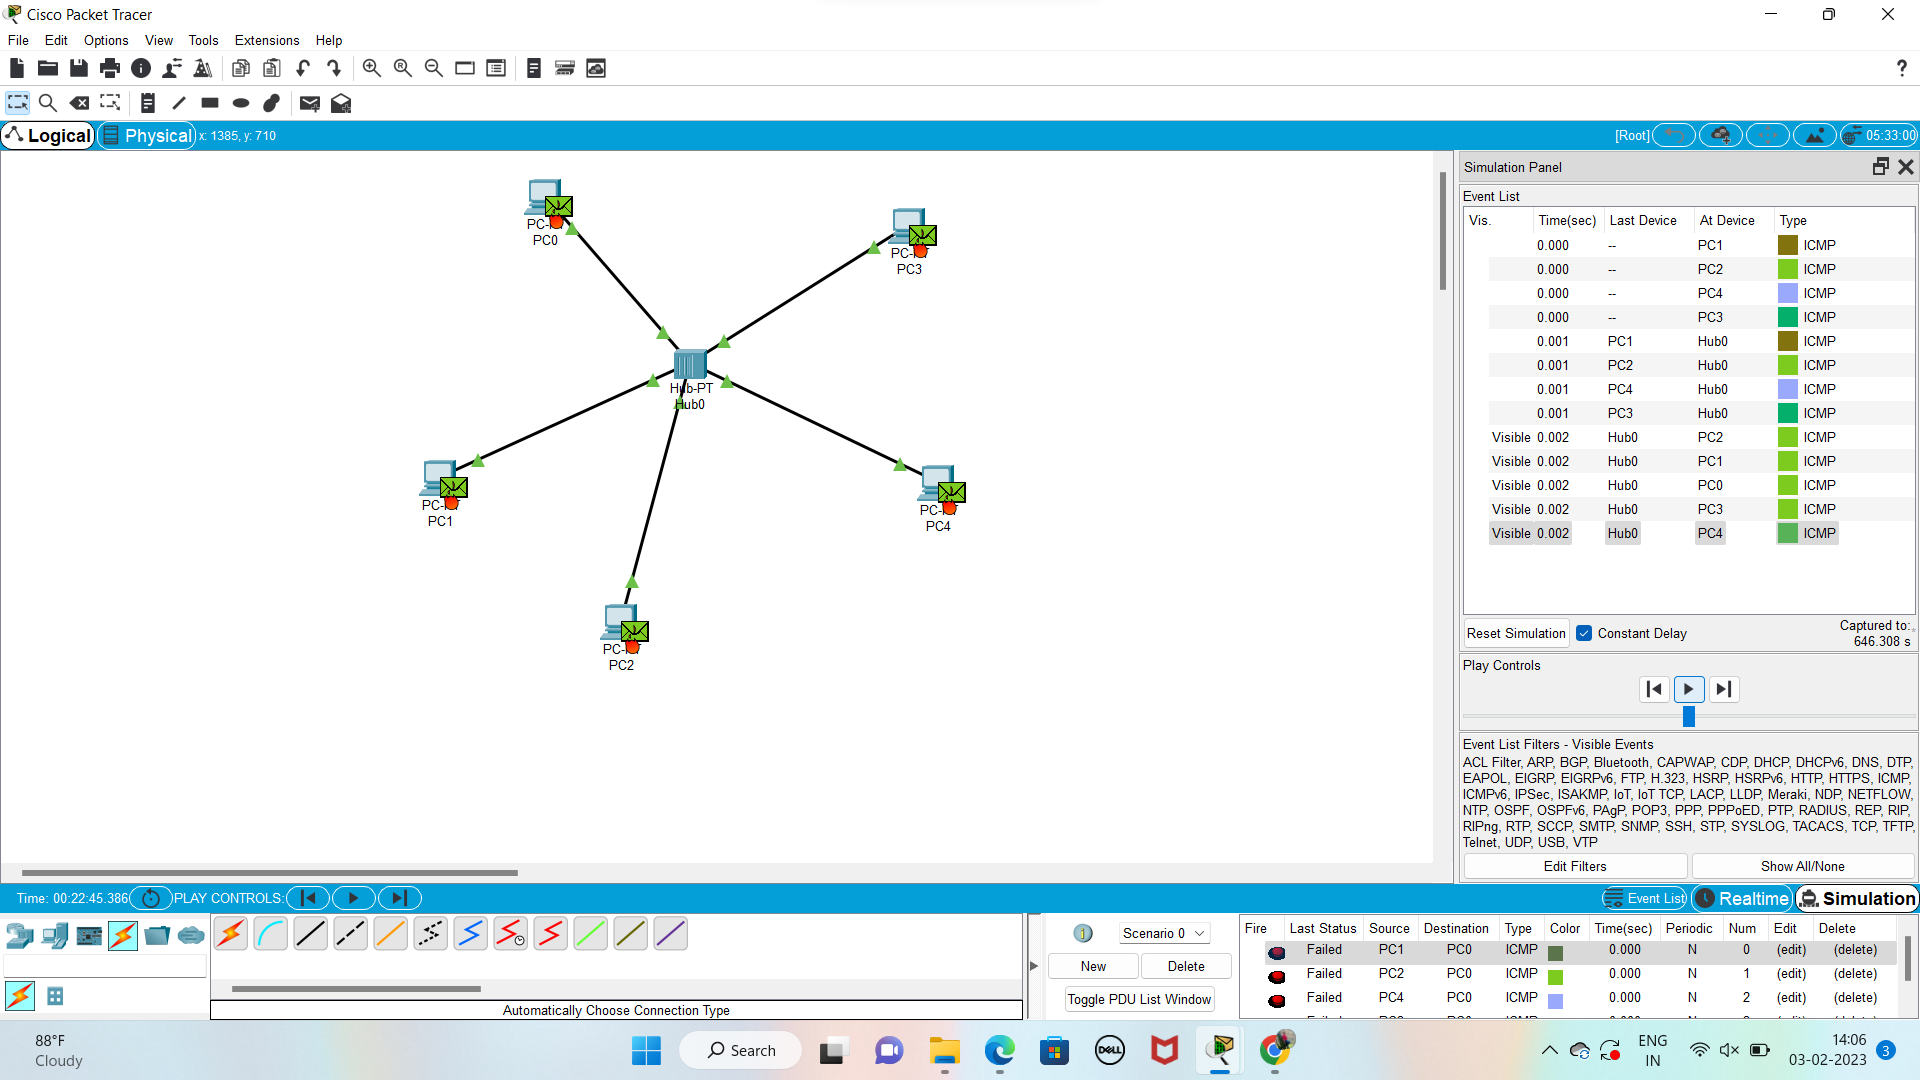 Cisco Packet Tracer
File Edit Options View Tools Extensions Help
?
Logical Physical x: 1385, y: 710 [Root] 05:33:00
PC0
PC3
Hub-PT
Hub0
PC1
PC4
PC2
Simulation Panel
Event List
Vis. Time(sec) Last Device At Device Type
0.000 -- PC1 ICMP
0.000 -- PC2 ICMP
0.000 -- PC4 ICMP
0.000 -- PC3 ICMP
0.001 PC1 Hub0 ICMP
0.001 PC2 Hub0 ICMP
0.001 PC4 Hub0 ICMP
0.001 PC3 Hub0 ICMP
Visible 0.002 Hub0 PC2 ICMP
Visible 0.002 Hub0 PC1 ICMP
Visible 0.002 Hub0 PC0 ICMP
Visible 0.002 Hub0 PC3 ICMP
Visible 0.002 Hub0 PC4 ICMP
Reset Simulation Constant Delay
Captured to:
646.308 s
Play Controls
Event List Filters - Visible Events
ACL Filter, ARP, BGP, Bluetooth, CAPWAP, CDP, DHCP, DHCPv6, DNS, DTP,
EAPOL, EIGRP, EIGRPv6, FTP, H.323, HSRP, HSRPv6, HTTP, HTTPS, ICMP,
ICMPv6, IPSec, ISAKMP, IoT, IoT TCP, LACP, LLDP, Meraki, NDP, NETFLOW,
NTP, OSPF, OSPFv6, PAgP, POP3, PPP, PPPoED, PTP, RADIUS, REP, RIP,
RIPng, RTP, SCCP, SMTP, SNMP, SSH, STP, SYSLOG, TACACS, TCP, TFTP,
Telnet, UDP, USB, VTP
Edit Filters Show All/None
Time: 00:22:45.386 PLAY CONTROLS: Event List Realtime Simulation
Automatically Choose Connection Type
Scenario 0
New Delete
Toggle PDU List Window
Fire Last Status Source Destination Type Color Time(sec) Periodic Num Edit Delete
Failed PC1 PC0 ICMP 0.000 N 0 (edit) (delete)
Failed PC2 PC0 ICMP 0.000 N 1 (edit) (delete)
Failed PC4 PC0 ICMP 0.000 N 2 (edit) (delete)
88°F
Cloudy
Search
DELL
ENG
IN
14:06
03-02-2023
3